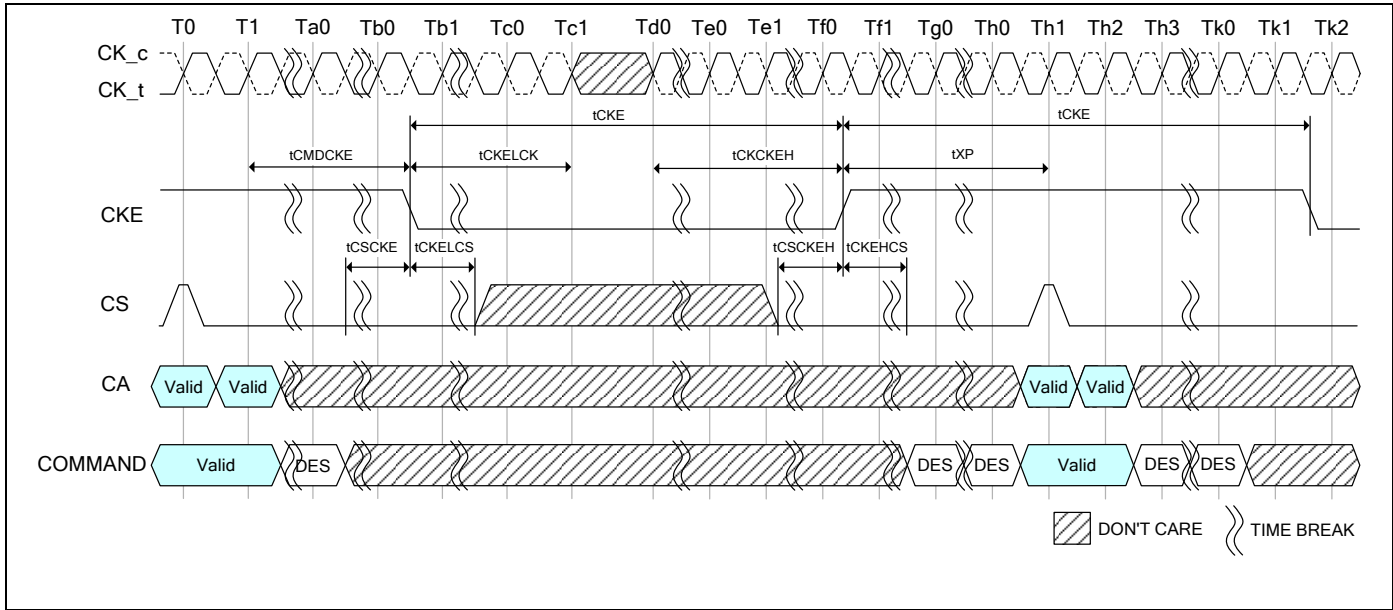 T0 T1 Ta0 Tb0 Tb1 Tc0 Tc1 Td0 Te0 Te1 Tf0 Tf1 Tg0 Th0 Th1 Th2 Th3 Tk0 Tk1 Tk2
CK_c
CK_t
tCKE tCKE
tCMDCKE tCKELCK tCKCKEH tXP
CKE
tCSCKE tCKELCS tCSCKEH tCKEHCS
CS
CA Valid Valid Valid Valid
COMMAND Valid DES DES DES Valid DES DES
DON'T CARE TIME BREAK